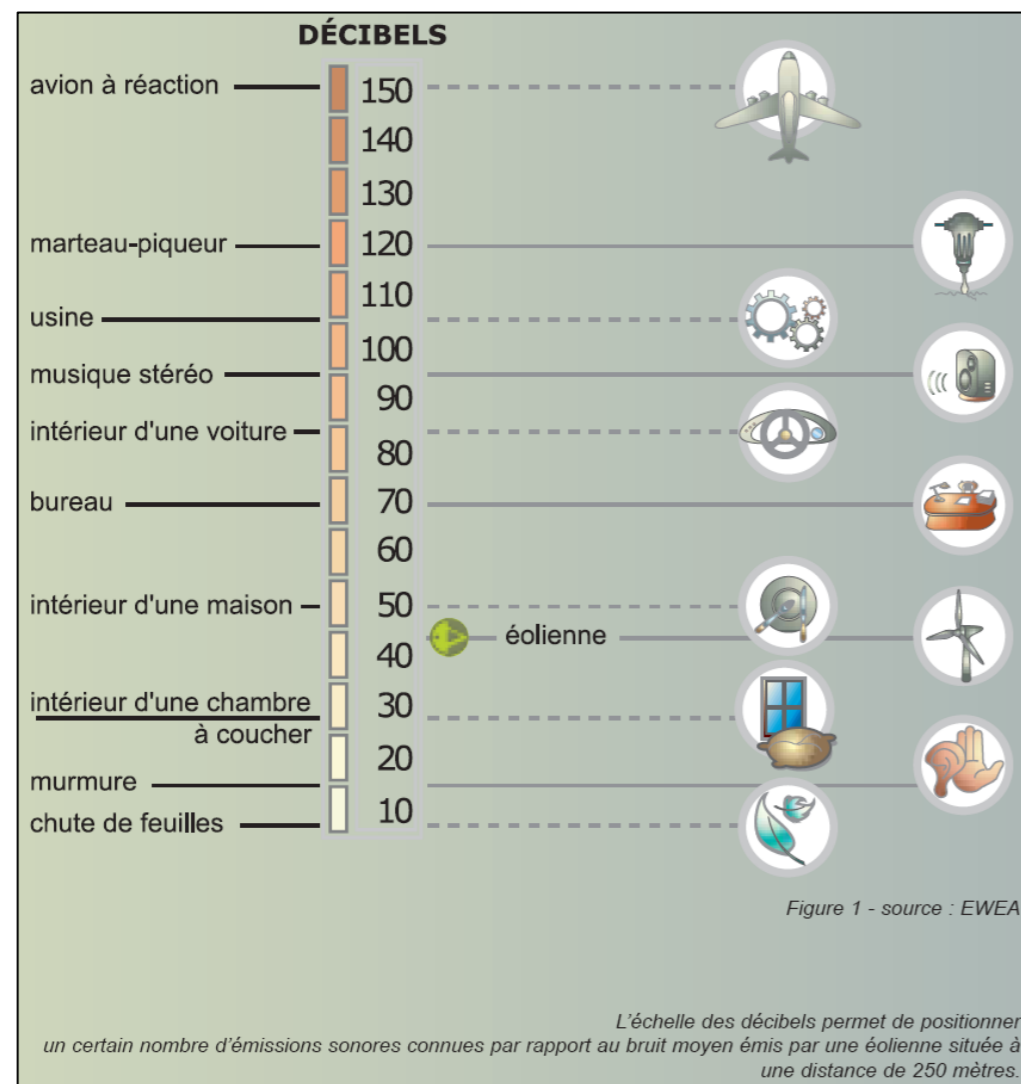 DÉCIBELS
avion à réaction 150
140
130
marteau-piqueur 120
110
usine
100
musique stéréo
90
intérieur d'une voiture
80
bureau 70
60
intérieur d'une maison 50
éolienne
40
intérieur d'une chambre 30
à coucher
20
murmure
10
chute de feuilles
Figure 1 - source : EWEA
L'échelle des décibels permet de positionner
un certain nombre d'émissions sonores connues par rapport au bruit moyen émis par une éolienne située à
une distance de 250 mètres.